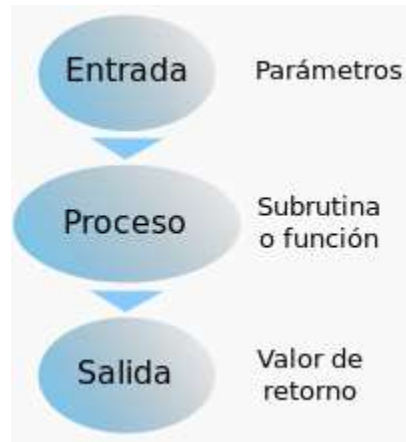 Entrada
Parámetros
Proceso
Subrutina
o función
Salida
Valor de
retorno